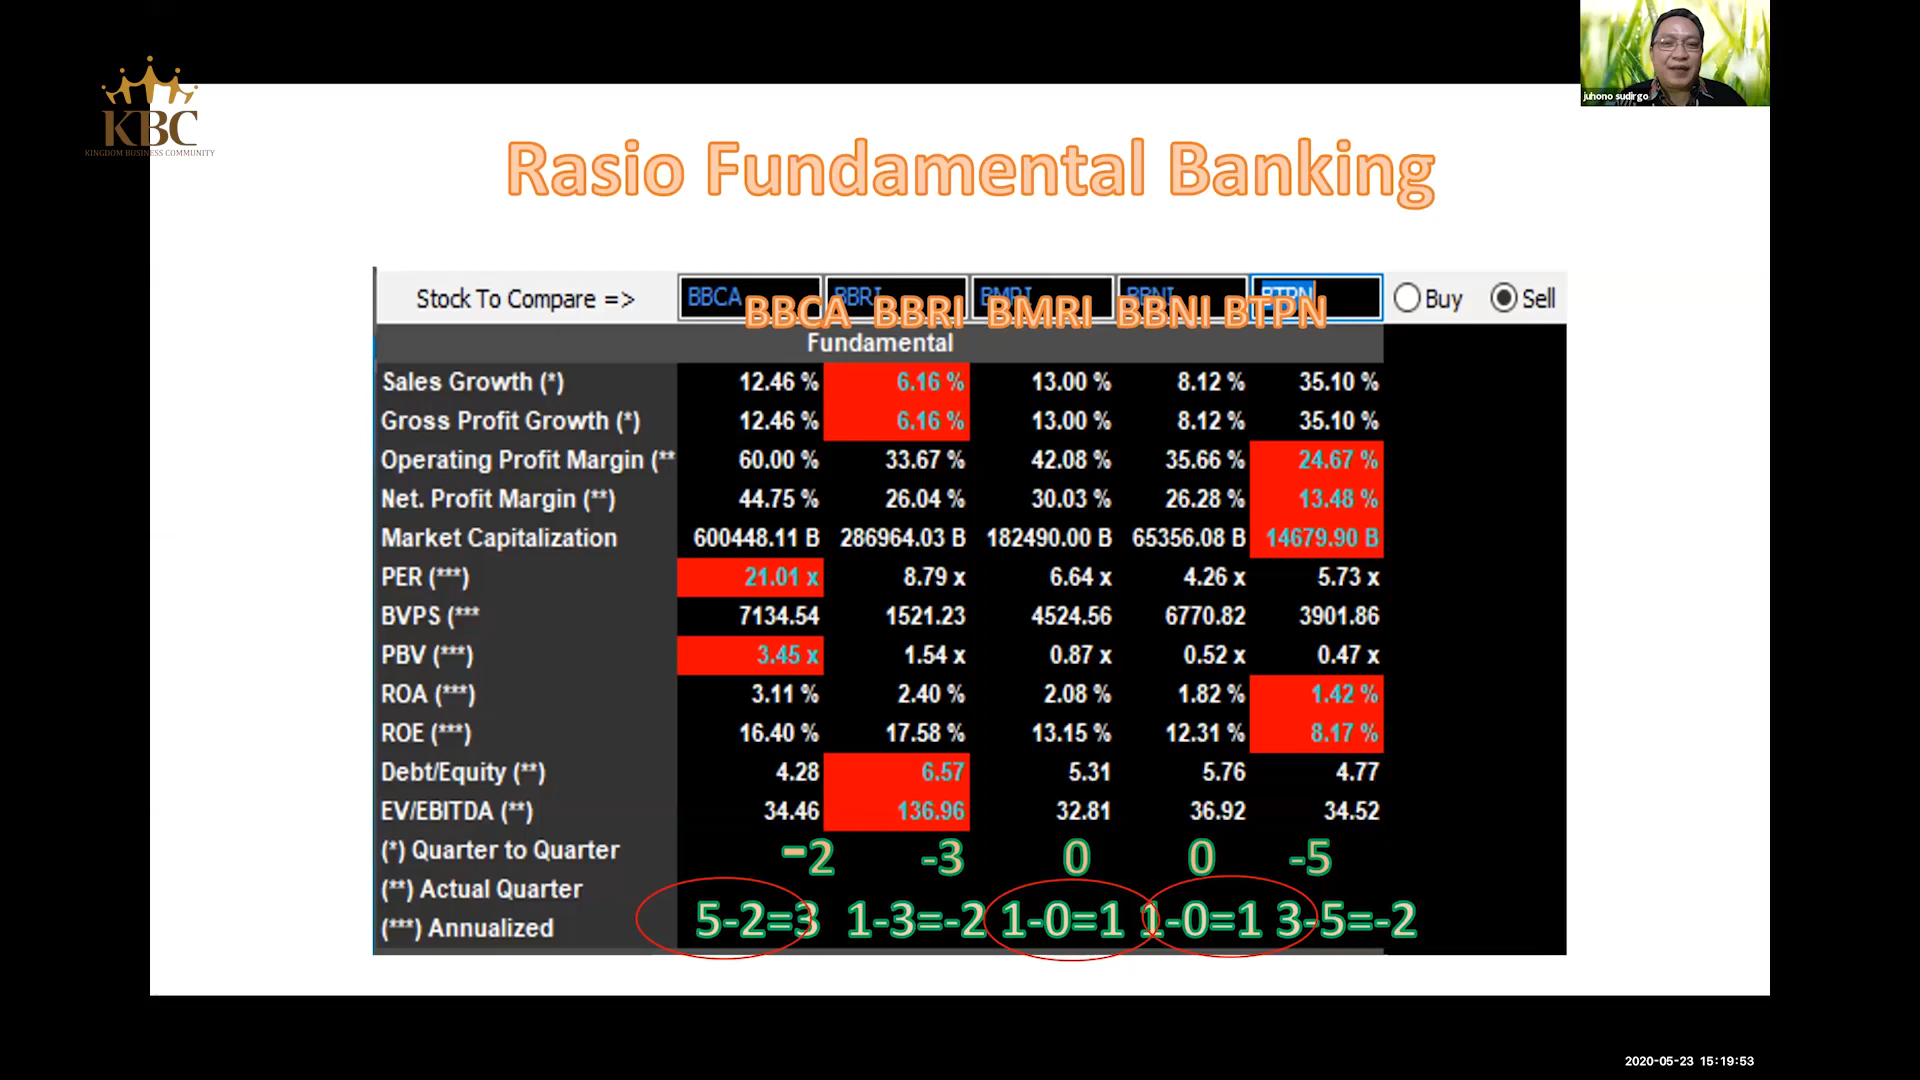 juhono sudirgo
KBC
KINGDOM BUSINESS COMMUNITY
Rasio Fundamental Banking
Stock To Compare => BBCA BBRI BMRI BBNI BTPN Buy Sell
BBCA BBRI BMRI BBNI BTPN
Fundamental
Sales Growth (*) 12.46 % 6.16 % 13.00 % 8.12 % 35.10 %
Gross Profit Growth (*) 12.46 % 6.16 % 13.00 % 8.12 % 35.10 %
Operating Profit Margin (** 60.00 % 33.67 % 42.08 % 35.66 % 24.67 %
Net. Profit Margin (**) 44.75 % 26.04 % 30.03 % 26.28 % 13.48 %
Market Capitalization 600448.11 B 286964.03 B 182490.00 B 65356.08 B 14679.90 B
PER (***) 21.01 x 8.79 x 6.64 x 4.26 x 5.73 x
BVPS (*** 7134.54 1521.23 4524.56 6770.82 3901.86
PBV (***) 3.45 x 1.54 x 0.87 x 0.52 x 0.47 x
ROA (***) 3.11 % 2.40 % 2.08 % 1.82 % 1.42 %
ROE (***) 16.40 % 17.58 % 13.15 % 12.31 % 8.17 %
Debt/Equity (**) 4.28 6.57 5.31 5.76 4.77
EV/EBITDA (**) 34.46 136.96 32.81 36.92 34.52
(*) Quarter to Quarter -2 -3 0 0 -5
(**) Actual Quarter
(***) Annualized 5-2=3 1-3=-2 1-0=1 1-0=1 3-5=-2
2020-05-23 15:19:53